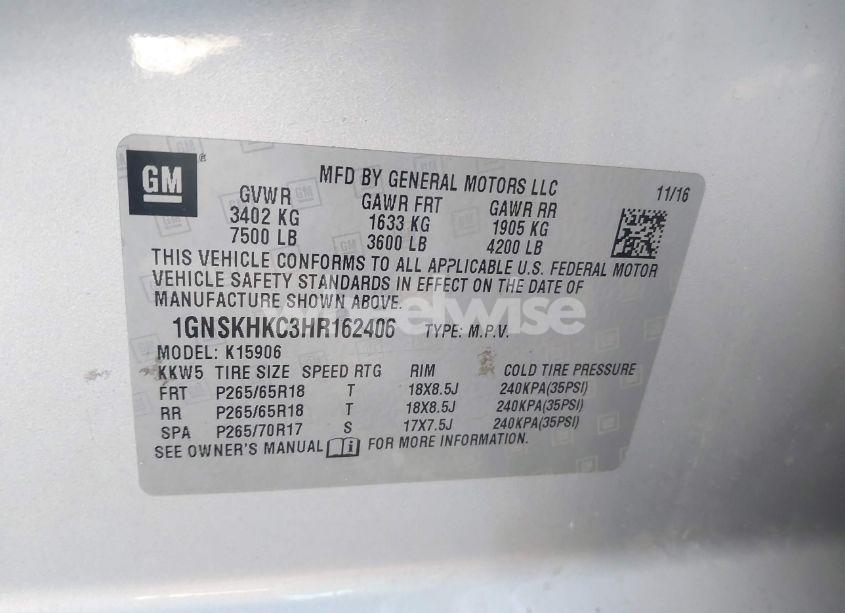 GM®
MFD BY GENERAL MOTORS LLC
11/16
GVWR GAWR FRT GAWR RR
3402 KG 1633 KG 1905 KG
7500 LB 3600 LB 4200 LB
THIS VEHICLE CONFORMS TO ALL APPLICABLE U.S. FEDERAL MOTOR
VEHICLE SAFETY STANDARDS IN EFFECT ON THE DATE OF
MANUFACTURE SHOWN ABOVE.
wheelwise
1GNSKHKC3HR162406 TYPE: M.P.V.
MODEL: K15906
KKW5 TIRE SIZE SPEED RTG RIM COLD TIRE PRESSURE
FRT P265/65R18 T 18X8.5J 240KPA(35PSI)
RR P265/65R18 T 18X8.5J 240KPA(35PSI)
SPA P265/70R17 S 17X7.5J 240KPA(35PSI)
SEE OWNER'S MANUAL i FOR MORE INFORMATION.